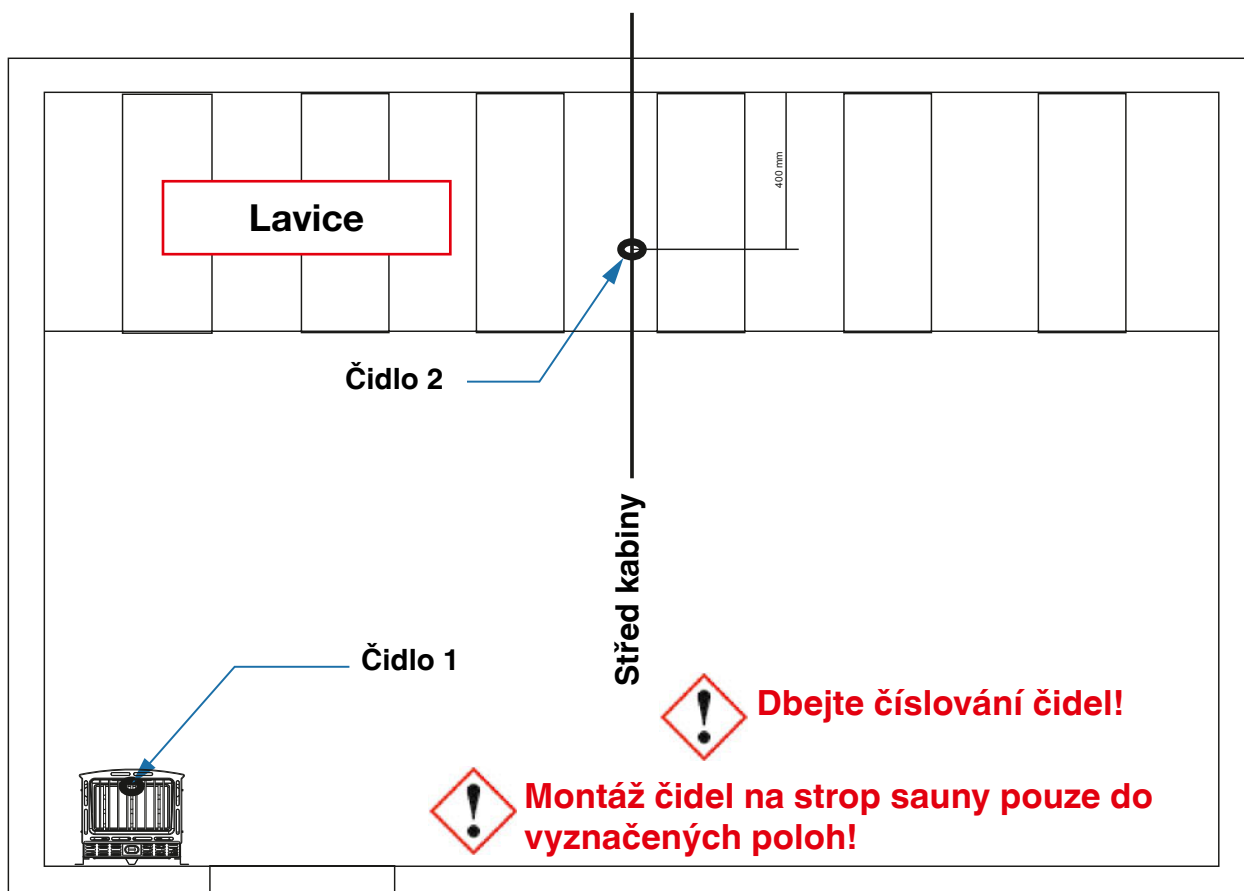 400 mm
Lavice
Čidlo 2
Střed kabiny
Čidlo 1
Dbejte číslování čidel!
Montáž čidel na strop sauny pouze do
vyznačených poloh!